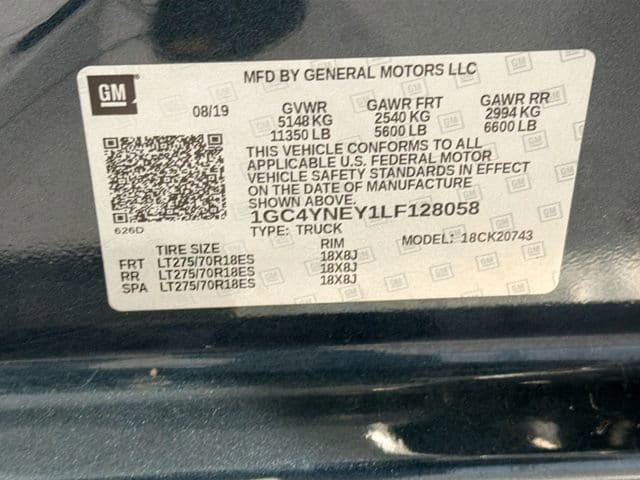 MFD BY GENERAL MOTORS LLC
GM
08/19 GVWR GAWR FRT GAWR RR
5148 KG 2540 KG 2994 KG
11350 LB 5600 LB 6600 LB
THIS VEHICLE CONFORMS TO ALL
APPLICABLE U.S. FEDERAL MOTOR
VEHICLE SAFETY STANDARDS IN EFFECT
ON THE DATE OF MANUFACTURE
SHOWN ABOVE.
1GC4YNEY1LF128058
626D
TYPE: TRUCK MODEL: 18CK20743
TIRE SIZE RIM
FRT LT275/70R18ES 18X8J
RR LT275/70R18ES 18X8J
SPA LT275/70R18ES 18X8J